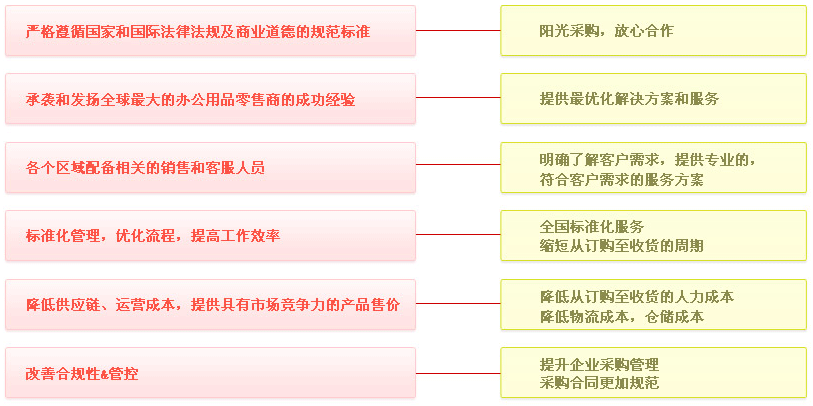 严格遵循国家和国际法律法规及商业道德的规范标准
阳光采购，放心合作
承袭和发扬全球最大的办公用品零售商的成功经验
提供最优化解决方案和服务
各个区域配备相关的销售和客服人员
明确了解客户需求，提供专业的，
符合客户需求的服务方案
标准化管理，优化流程，提高工作效率
全国标准化服务
缩短从订购至收货的周期
降低供应链、运营成本，提供具有市场竞争力的产品售价
降低从订购至收货的人力成本
降低物流成本，仓储成本
改善合规性&管控
提升企业采购管理
采购合同更加规范